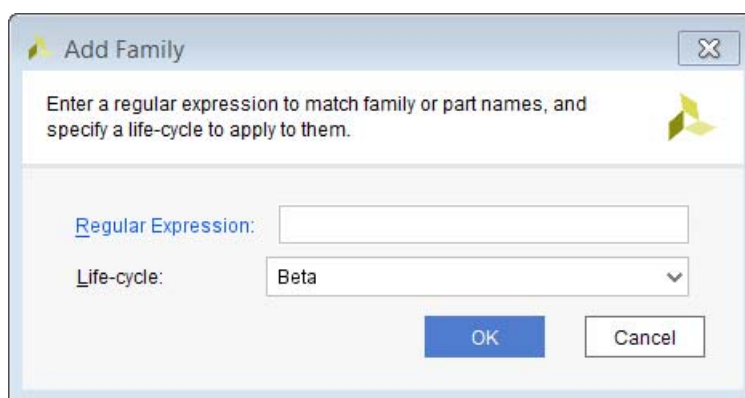 Add Family
Enter a regular expression to match family or part names, and
specify a life-cycle to apply to them.
Regular Expression:
Life-cycle: Beta
OK Cancel